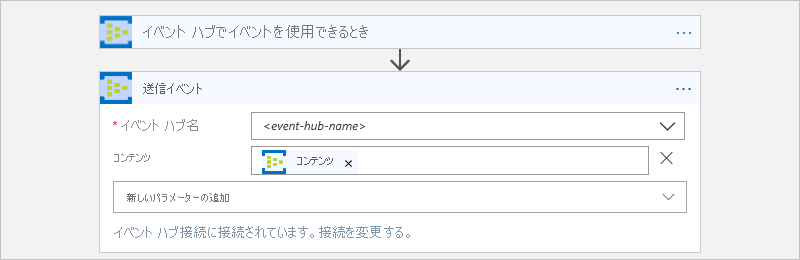 イベント ハブでイベントを使用できるとき
送信イベント
*イベント ハブ名
<event-hub-name>
コンテンツ
コンテンツ
新しいパラメーターの追加
イベント ハブ接続に接続されています。接続を変更する。